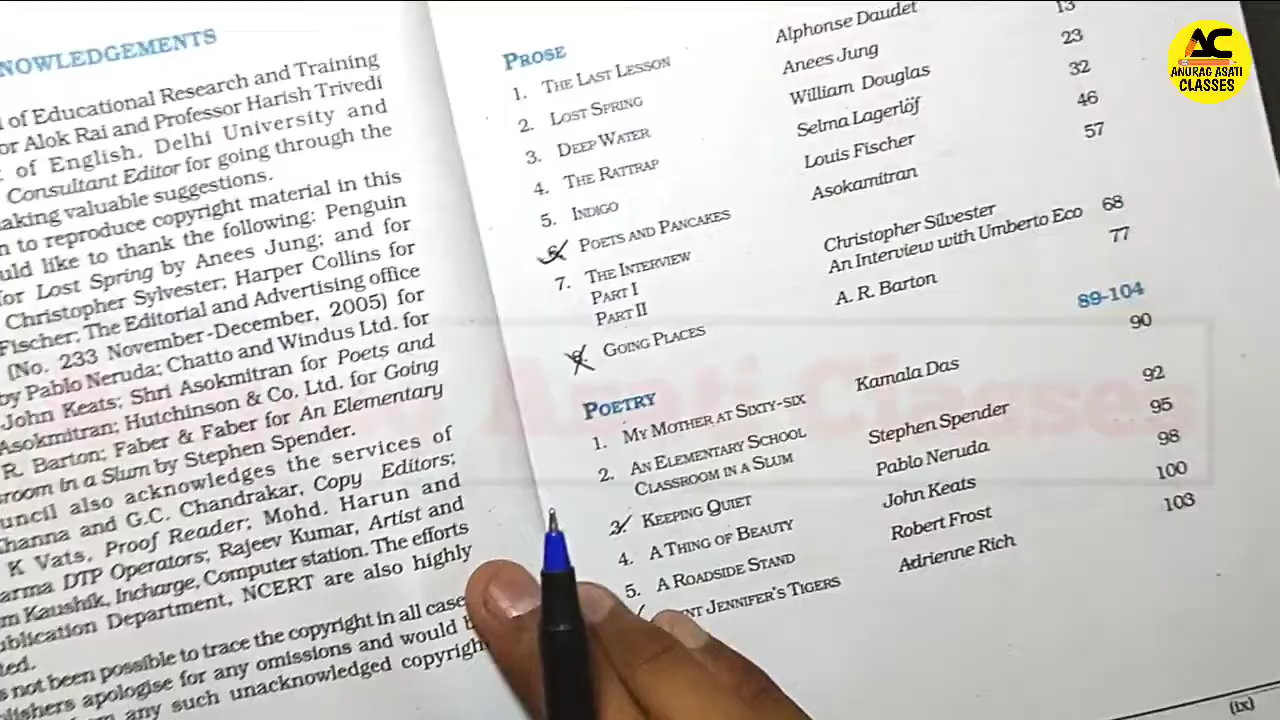 NOWLEDGEMENTS
of Educational Research and Training
or Alok Rai and Professor Harish Trivedi
of English, Delhi University and
Consultant Editor for going through the
aking valuable suggestions.
n to reproduce copyright material in this
uld like to thank the following: Penguin
for Lost Spring by Anees Jung; and for
Christopher Sylvester; Harper Collins for
Fischer; The Editorial and Advertising office
(No. 233 November-December, 2005) for
by Pablo Neruda; Chatto and Windus Ltd. for
John Keats; Shri Asokmitran for Poets and
Asokmitran; Hutchinson & Co, Ltd. for Going
R. Barton; Faber & Faber for An Elementary
room in a Slum by Stephen Spender.
uncil also acknowledges the services of
Khanna and G.C. Chandrakar, Copy Editors;
K Vats, Proof Reader; Mohd. Harun and
arma DTP Operators; Rajeev Kumar, Artist and
m Kaushik, Incharge, Computer station. The efforts
ublication Department, NCERT are also highly
ted.
s not been possible to trace the copyright in all case
blishers apologise for any omissions and would b
any such unacknowledged copyright
PROSE
1. THE LAST LESSON Alphonse Daudet 13
2. LOST SPRING Anees Jung 23
3. DEEP WATER William Douglas 32
4. THE RATTRAP Selma Lagerlöf 46
5. INDIGO Louis Fischer 57
6. POETS AND PANCAKES Asokamitran
7. THE INTERVIEW 68
PART I Christopher Silvester
PART II An Interview with Umberto Eco
8. GOING PLACES A. R. Barton 77
POETRY 89-104
1. MY MOTHER AT SIXTY-SIX Kamala Das 90
2. AN ELEMENTARY SCHOOL
CLASSROOM IN A SLUM Stephen Spender 92
3. KEEPING QUIET Pablo Neruda 95
4. A THING OF BEAUTY John Keats 98
5. A ROADSIDE STAND Robert Frost 100
NT JENNIFER'S TIGERS Adrienne Rich 103
(ix)
AC
ANURAG ASATI
CLASSES
Asati Classes